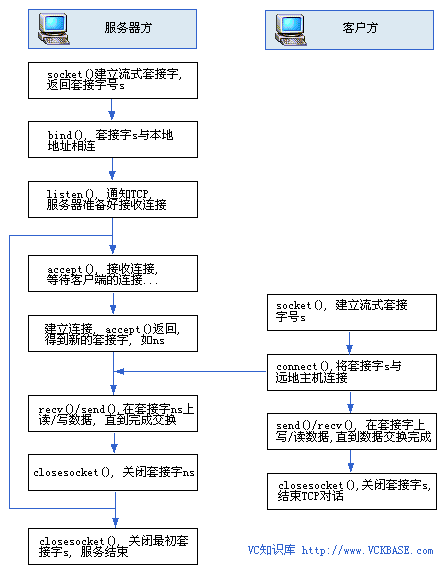 服务器方
socket()建立流式套接字,
返回套接字号s
bind(), 套接字s与本地
地址相连
listen(), 通知TCP,
服务器准备好接收连接
accept(), 接收连接,
等待客户端的连接...
建立连接, accept()返回,
得到新的套接字, 如ns
recv()/send(),在套接字ns上
读/写数据, 直到完成交换
closesocket(), 关闭套接字ns
closesocket(), 关闭最初套
接字s, 服务结束
客户方
socket(), 建立流式套接
字号s
connect(),将套接字s与
远地主机连接
send()/recv(), 在套接字上
写/读数据,直到数据交换完成
closesocket(),关闭套接字s,
结束TCP对话
VC知识库 http://www.VCKBASE.com